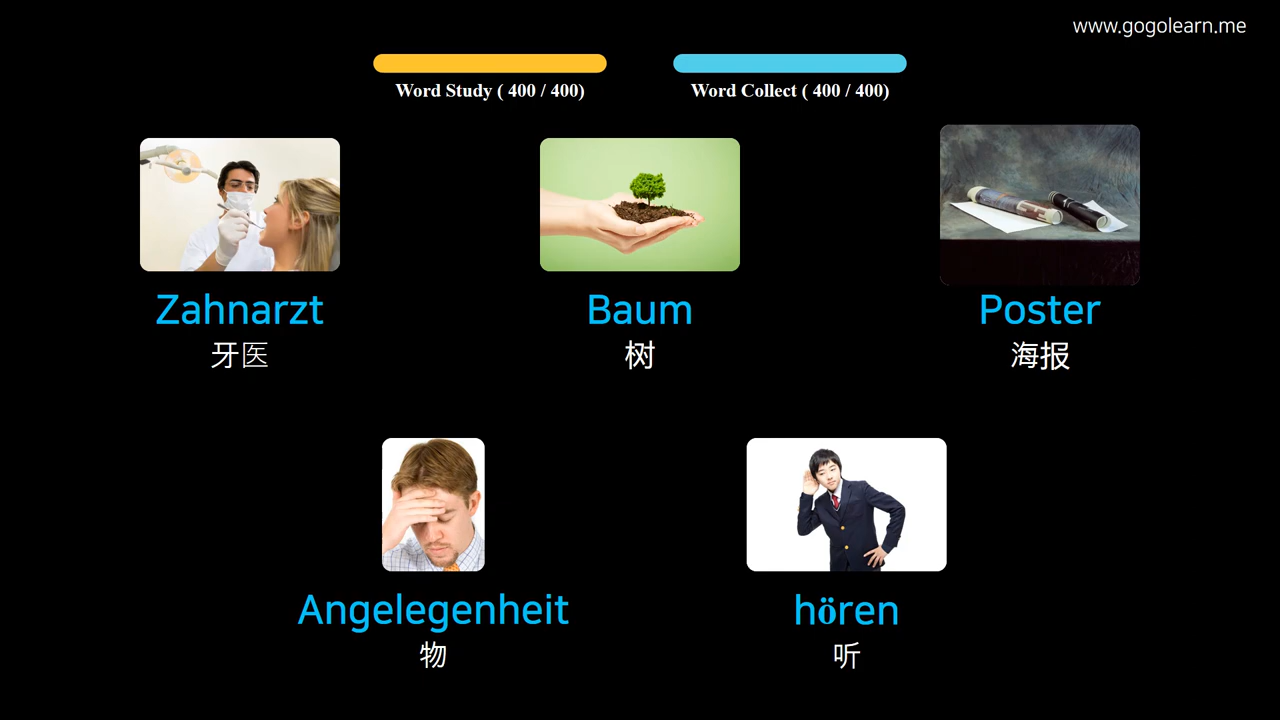 www.gogolearn.me
Word Study ( 400 / 400)
Word Collect ( 400 / 400)
Zahnarzt
牙医
Baum
树
Poster
海报
Angelegenheit
物
hören
听